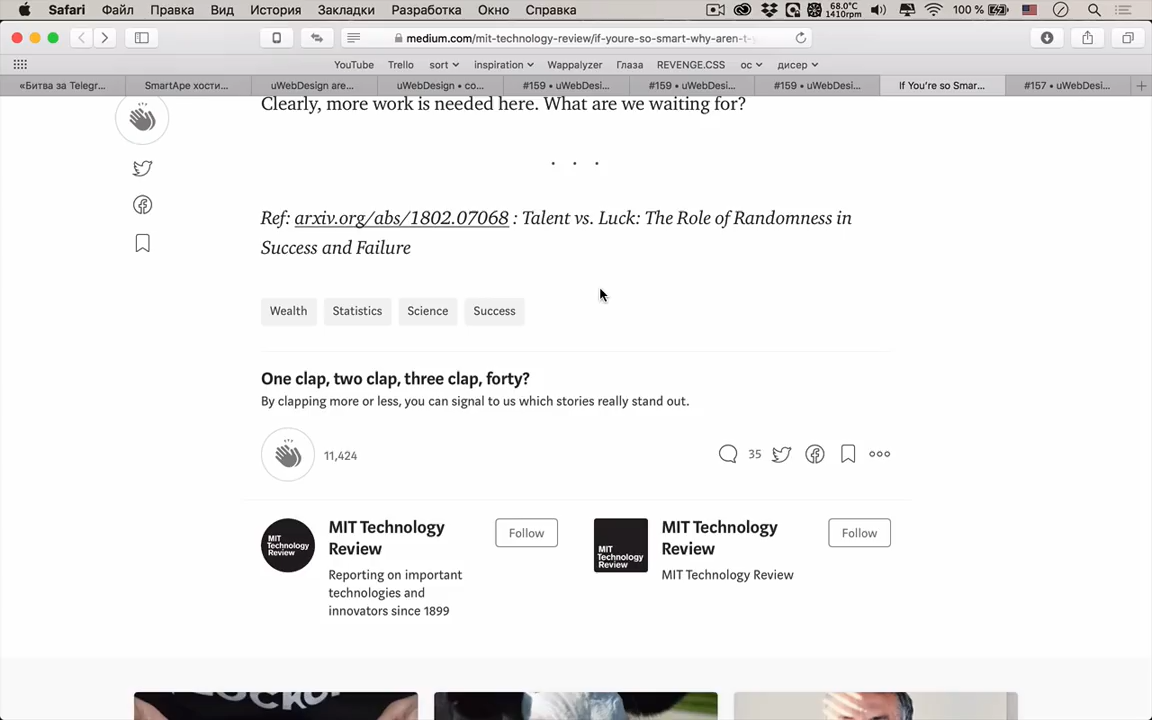 Safari Файл Правка Вид История Закладки Разработка Окно Справка 68.0°C 1410rpm 100 %
medium.com/mit-technology-review/if-youre-so-smart-why-aren-t-
YouTube Trello sort inspiration Wappalyzer Глаза REVENGE.CSS ос дисер
«Битва за Telegr... SmartApe хости... uWebDesign are... uWebDesign • co... #159 • uWebDesi... #159 • uWebDesi... #159 • uWebDesi... If You're so Smar... #157 • uWebDesi...
Clearly, more work is needed here. What are we waiting for?
. . .
Ref: arxiv.org/abs/1802.07068 : Talent vs. Luck: The Role of Randomness in
Success and Failure
Wealth Statistics Science Success
One clap, two clap, three clap, forty?
By clapping more or less, you can signal to us which stories really stand out.
11,424 35
MIT Technology Review
MIT Technology
Review
Follow
Reporting on important
technologies and
innovators since 1899
MIT Technology Review
MIT Technology
Review
Follow
MIT Technology Review